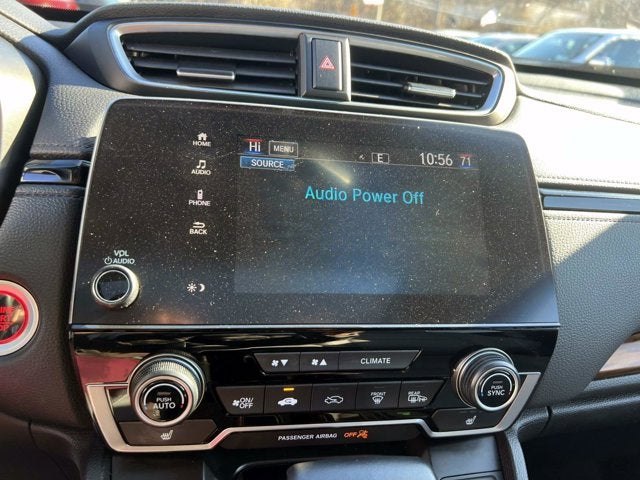 HOME
Hi MENU
E 10:56 71
SOURCE
AUDIO
Audio Power Off
PHONE
BACK
VOL
AUDIO
CLIMATE
PUSH
AUTO
ON/
OFF
FRONT
REAR
PUSH
SYNC
PASSENGER AIRBAG OFF